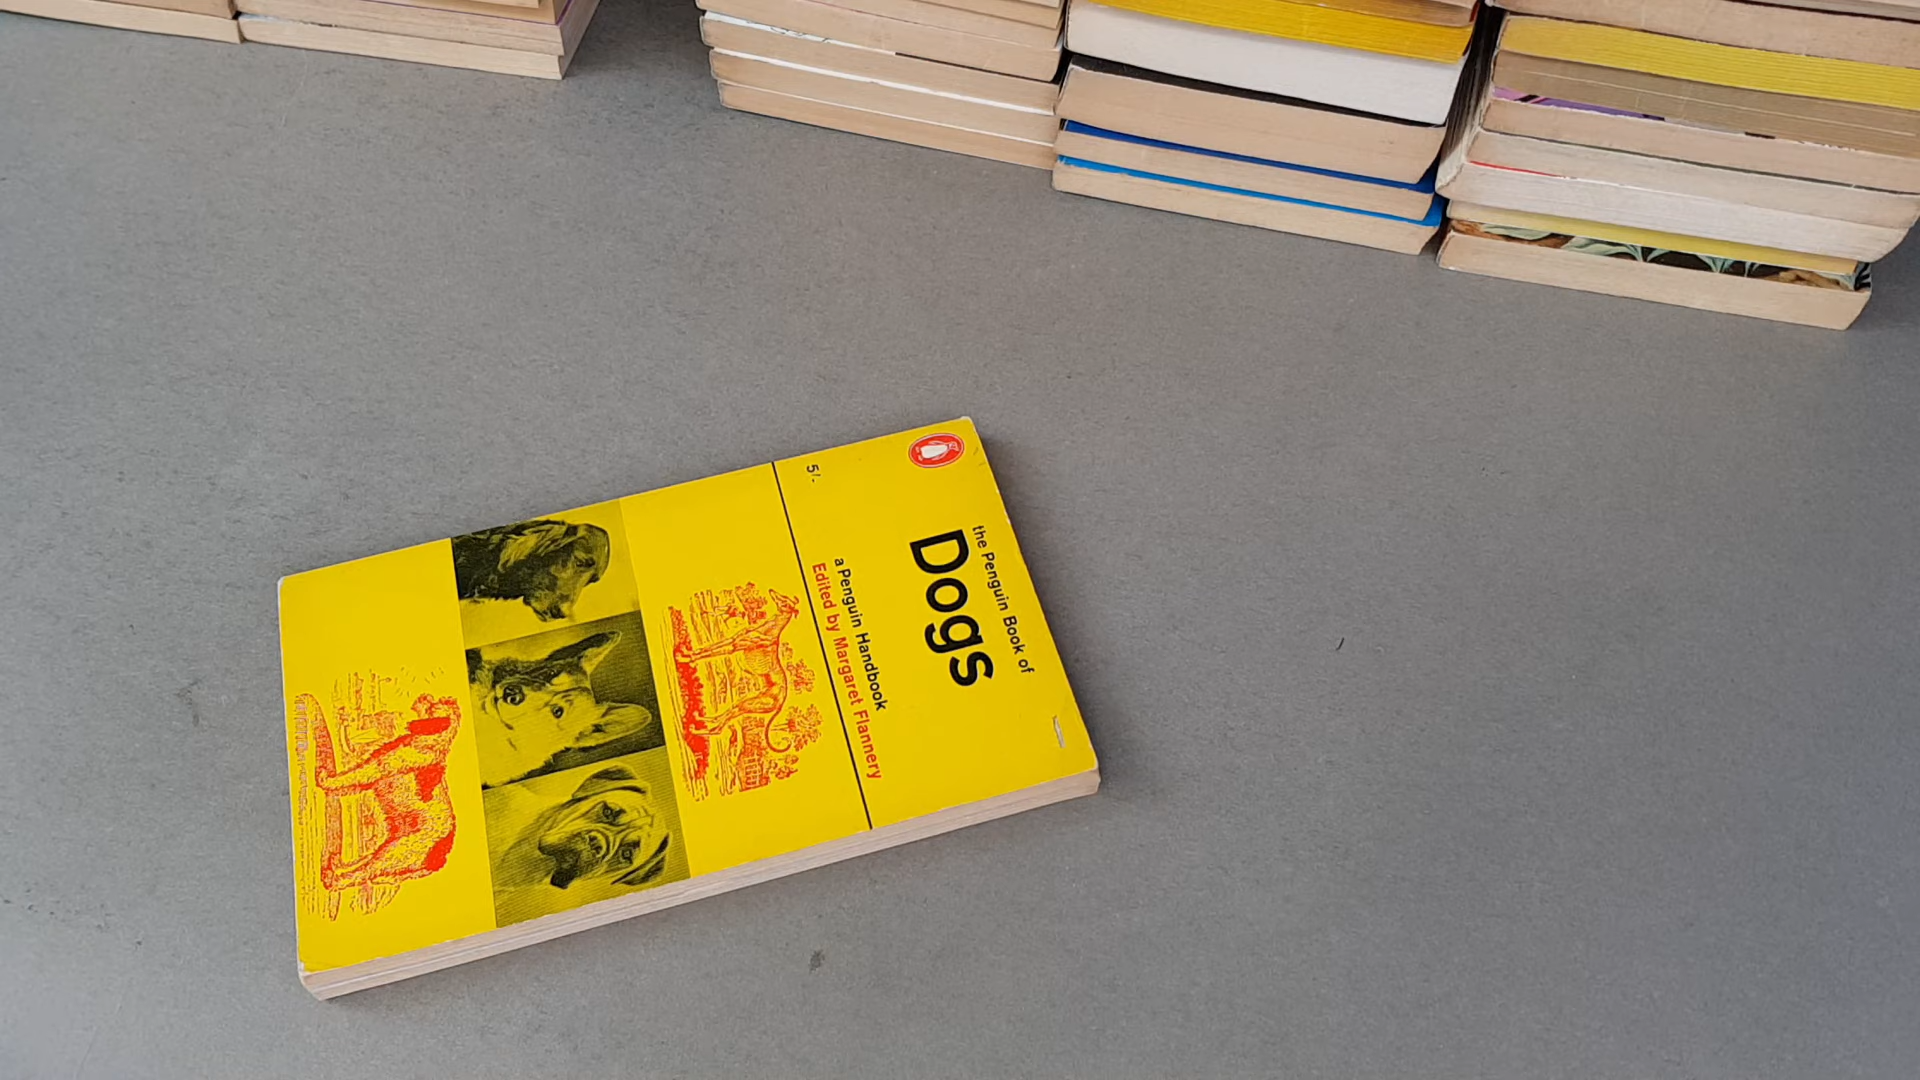 the Penguin Book of
Dogs
a Penguin Handbook
Edited by Margaret Flannery
5/-